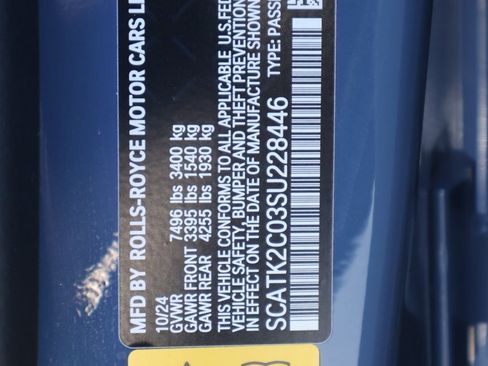 MFD BY ROLLS-ROYCE MOTOR CARS
10/24
GVWR 7496 lbs 3400 kg
GAWR FRONT 3395 lbs 1540 kg
GAWR REAR 4255 lbs 1930 kg
THIS VEHICLE CONFORMS TO ALL APPLICABLE U.S.
VEHICLE SAFETY, BUMPER AND THEFT PREVENTION
IN EFFECT ON THE DATE OF MANUFACTURE SHOWN
SCATK2C03SU228446 TYPE: